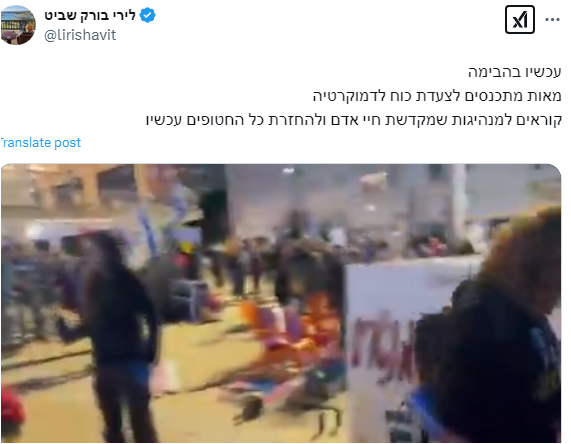 לירי בורק שביט
@lirishavit
עכשיו בהבימה
מאות מתכנסים לצעדת כוח לדמוקרטיה
קוראים למנהיגות שמקדשת חיי אדם ולהחזרת כל החטופים עכשיו
Translate post